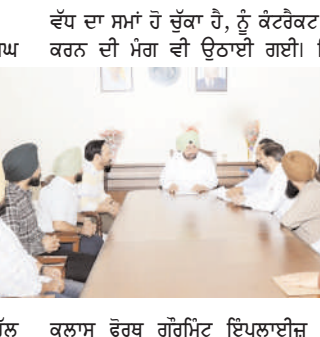 ਵੱਧ ਦਾ ਸਮਾਂ ਹੋ ਚੁੱਕਾ ਹੈ, ਨੂੰ ਕੰਟਰੈਕਟ
ਕਰਨ ਦੀ ਮੰਗ ਵੀ ਉਠਾਈ ਗਈ।
ਕਲਾਸ ਫੋਰਥ ਗੌਰਮਿੰਟ ਇੰਪਲਾਈਜ਼